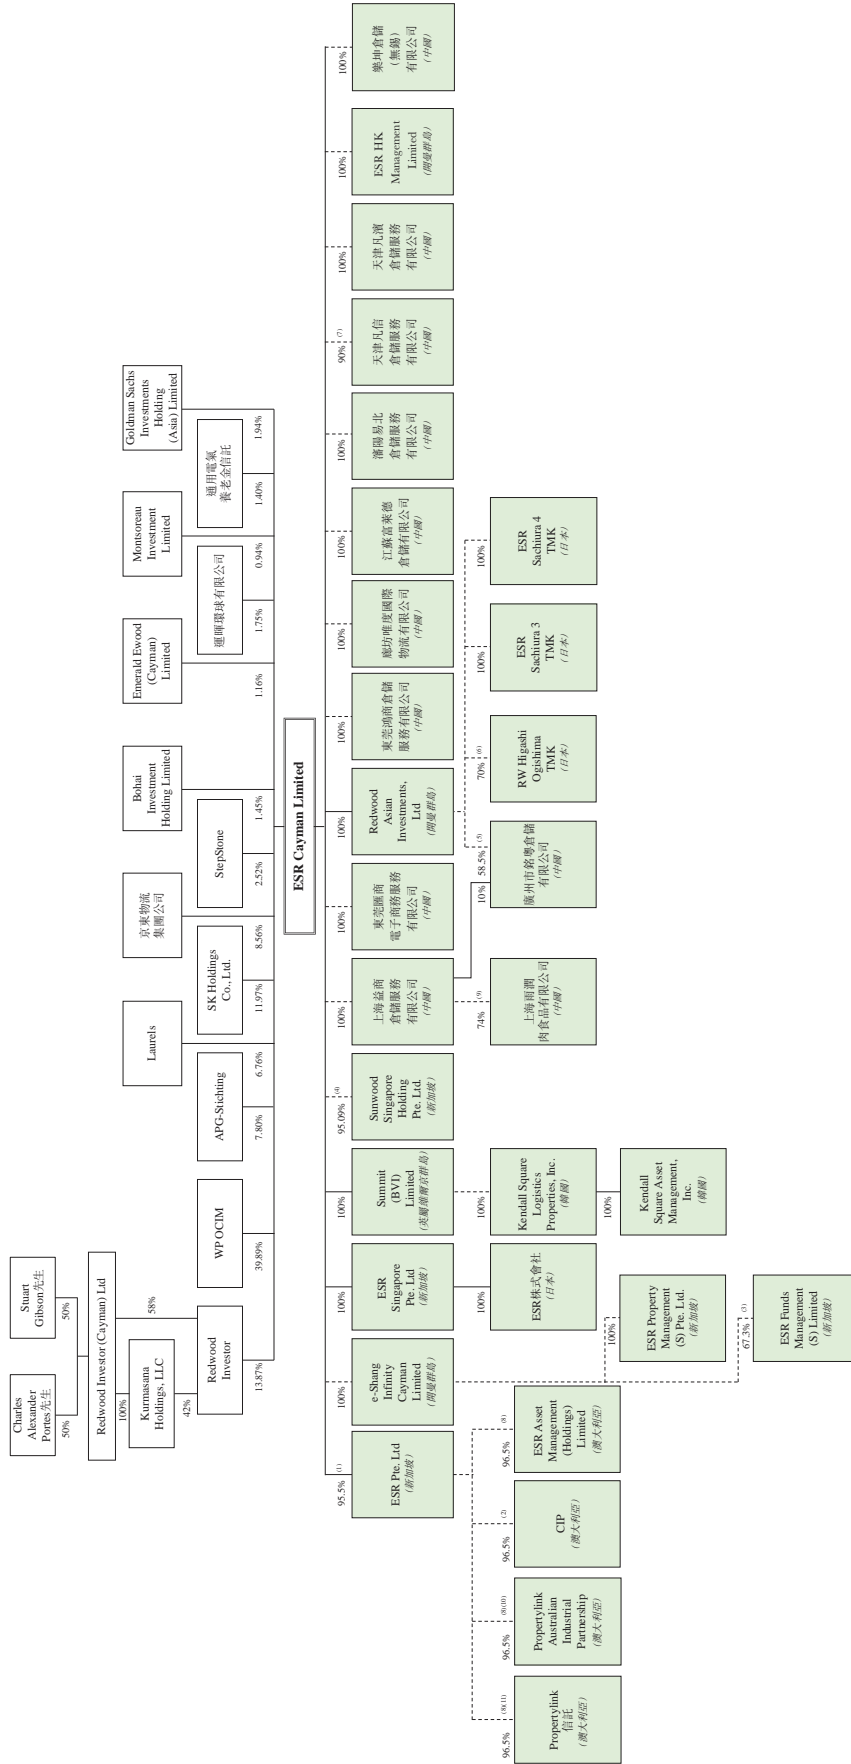 Charles
Alexander
Portes先生
Stuart
Gibson先生
50%
50%
Redwood Investor (Cayman) Ltd
100%
58%
Kurmasana
Holdings, LLC
42%
Redwood
Investor
13.87%
WP OCIM
39.89%
APG-Stichting
7.80%
Laurels
6.76%
SK Holdings
Co., Ltd.
11.97%
京東物流
集團公司
8.56%
StepStone
2.52%
Bohai
Investment
Holding Limited
1.45%
Emerald Ewood
(Cayman)
Limited
1.16%
運暉環球有限公司
1.75%
Montsoreau
Investment
Limited
0.94%
通用電氣
養老金信託
1.40%
Goldman Sachs
Investments
Holding
(Asia) Limited
1.94%
ESR Cayman Limited
95.5% (1)
ESR Pte. Ltd
(新加坡)
100%
e-Shang
Infinity
Cayman
Limited
(開曼群島)
100%
ESR
Singapore
Pte. Ltd
(新加坡)
100%
Summit
(BVI)
Limited
(英屬維爾京群島)
95.09% (4)
Sunwood
Singapore
Holding
Pte. Ltd.
(新加坡)
100%
上海益商
倉儲服務
有限公司
(中國)
100%
東莞匯商
電子商務服務
有限公司
(中國)
100%
Redwood
Asian
Investments,
Ltd
(開曼群島)
100%
東莞鴻商倉儲
服務有限公司
(中國)
100%
廊坊唯度國際
物流有限公司
(中國)
100%
江蘇富萊德
倉儲有限公司
(中國)
100%
瀋陽易北
倉儲服務
有限公司
(中國)
90% (7)
天津凡信
倉儲服務
有限公司
(中國)
100%
天津凡濱
倉儲服務
有限公司
(中國)
100%
ESR HK
Management
Limited
(開曼群島)
100%
樂坤倉儲
(無錫)
有限公司
(中國)
96.5% (8)(11)
Propertylink
信託
(澳大利亞)
96.5% (8)(10)
Propertylink
Australian
Industrial
Partnership
(澳大利亞)
96.5% (2)
CIP
(澳大利亞)
96.5% (8)
ESR Asset
Management
(Holdings)
Limited
(澳大利亞)
100%
ESR Property
Management
(S) Pte. Ltd.
(新加坡)
67.3% (3)
ESR Funds
Management
(S) Limited
(新加坡)
100%
ESR株式會社
(日本)
100%
Kendall Square
Logistics
Properties, Inc.
(韓國)
100%
Kendall
Square Asset
Management,
Inc.
(韓國)
74% (9)
上海雨潤
肉食品有限公司
(中國)
10%
58.5% (5)
廣州市銘粵倉儲
有限公司
(中國)
70% (6)
RW Higashi
Ogishima
TMK
(日本)
100%
ESR
Sachiura 3
TMK
(日本)
100%
ESR
Sachiura 4
TMK
(日本)